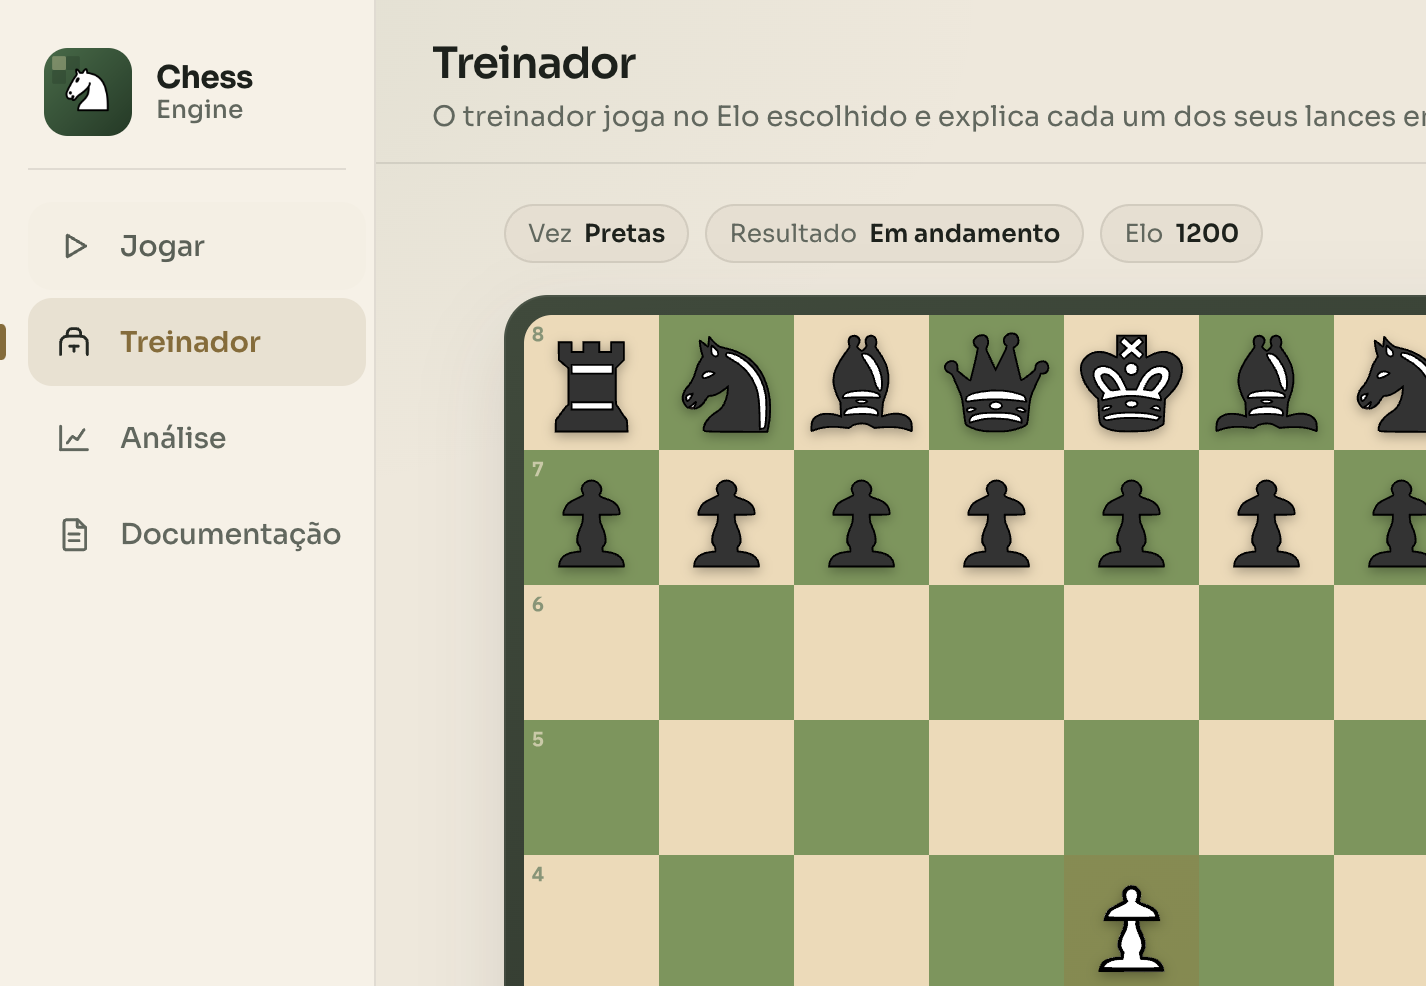 Chess
Engine
Jogar
Treinador
Análise
Documentação
Treinador
O treinador joga no Elo escolhido e explica cada um dos seus lances
Vez Pretas
Resultado Em andamento
Elo 1200
8
7
6
5
4